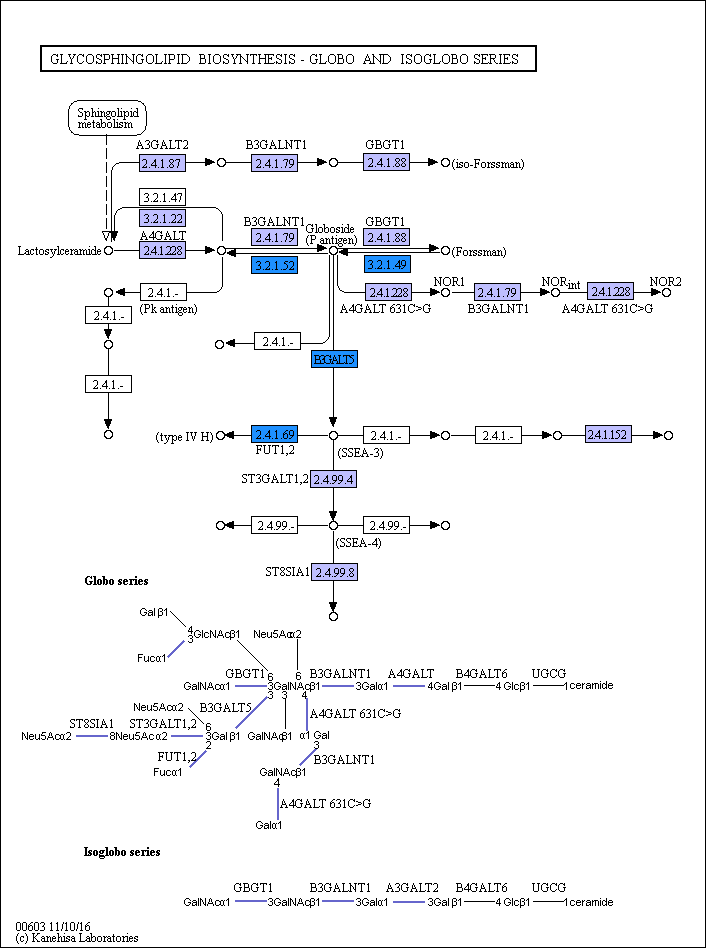 GLYCOSPHINGOLIPID BIOSYNTHESIS - GLOBO AND ISOGLOBO SERIES
Sphingolipid
metabolism
A3GALT2
B3GALNT1
GBGT1
2.4.1.87
2.4.1.79
2.4.1.88
(iso-Forssman)
3.2.1.47
3.2.1.22
A4GALT
B3GALNT1
Globoside
(P antigen)
GBGT1
2.4.1.79
2.4.1.88
Lactosylceramide
2.4.1.228
(Forssman)
3.2.1.52
3.2.1.49
NOR1
NORint
NOR2
2.4.1.-
2.4.1.228
2.4.1.79
2.4.1.228
(Pk antigen)
A4GALT 631C>G
B3GALNT1
A4GALT 631C>G
2.4.1.-
2.4.1.-
B3GALT5
2.4.1.-
(type IV H)
2.4.1.69
2.4.1.-
2.4.1.-
2.4.1.152
FUT1,2
(SSEA-3)
ST3GALT1,2
2.4.99.4
2.4.99.-
2.4.99.-
(SSEA-4)
ST8SIA1
2.4.99.8
Globo series
Galβ1
4
3GlcNAcβ1
Neu5Acα2
Fucα1
GBGT1
6
6
B3GALNT1
A4GALT
B4GALT6
UGCG
GalNAcα1
3GalNAcβ1
3Galα1
4Galβ1
4Glcβ1
1ceramide
3
3
4
Neu5Acα2
B3GALT5
A4GALT 631C>G
ST8SIA1
ST3GALT1,2
6
Neu5Acα2
8Neu5Acα2
3Galβ1
GalNAcβ1
α1Gal
2
3
FUT1,2
B3GALNT1
Fucα1
GalNAcβ1
4
A4GALT 631C>G
Galα1
Isoglobo series
GBGT1
B3GALNT1
A3GALT2
B4GALT6
UGCG
GalNAcα1
3GalNAcβ1
3Galα1
3Galβ1
4Glcβ1
1ceramide
00603 11/10/16
(c) Kanehisa Laboratories